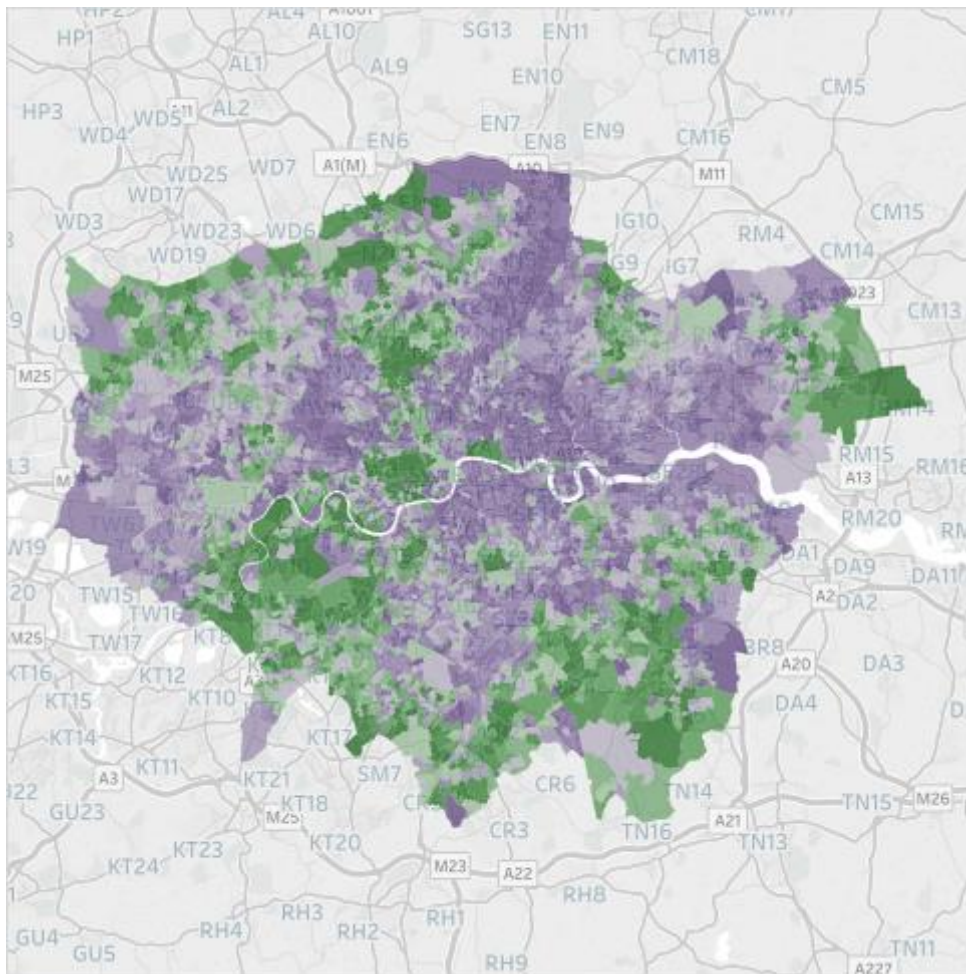 HP2
AL4
CM17
HP1
AL10
SG13
EN11
CM18
AL1
AL9
EN10
CM5
HP3
WD5
AL2
WD4
EN7
EN9
EN6
EN8
CM16
WD25
WD7
A1(M)
A10
M11
WD17
WD3
WD23
WD6
IG10
CM15
RM4
WD19
IG7
CM14
CM13
M25
RM15
RM16
A13
TW6
RM20
W19
DA1
DA9
DA11
TW15
A2
DA2
TW16
M25
TW17
BR8
KT16
KT12
A20
DA3
KT15
KT10
DA4
KT14
KT17
KT11
A3
KT21
SM7
CR6
TN14
M26
GU23
KT18
TN15
M25
KT23
KT20
CR3
TN16
A21
TN13
KT24
M23
A22
RH8
GU4
RH4
RH3
RH2
RH1
GU5
RH9
TN11
A227